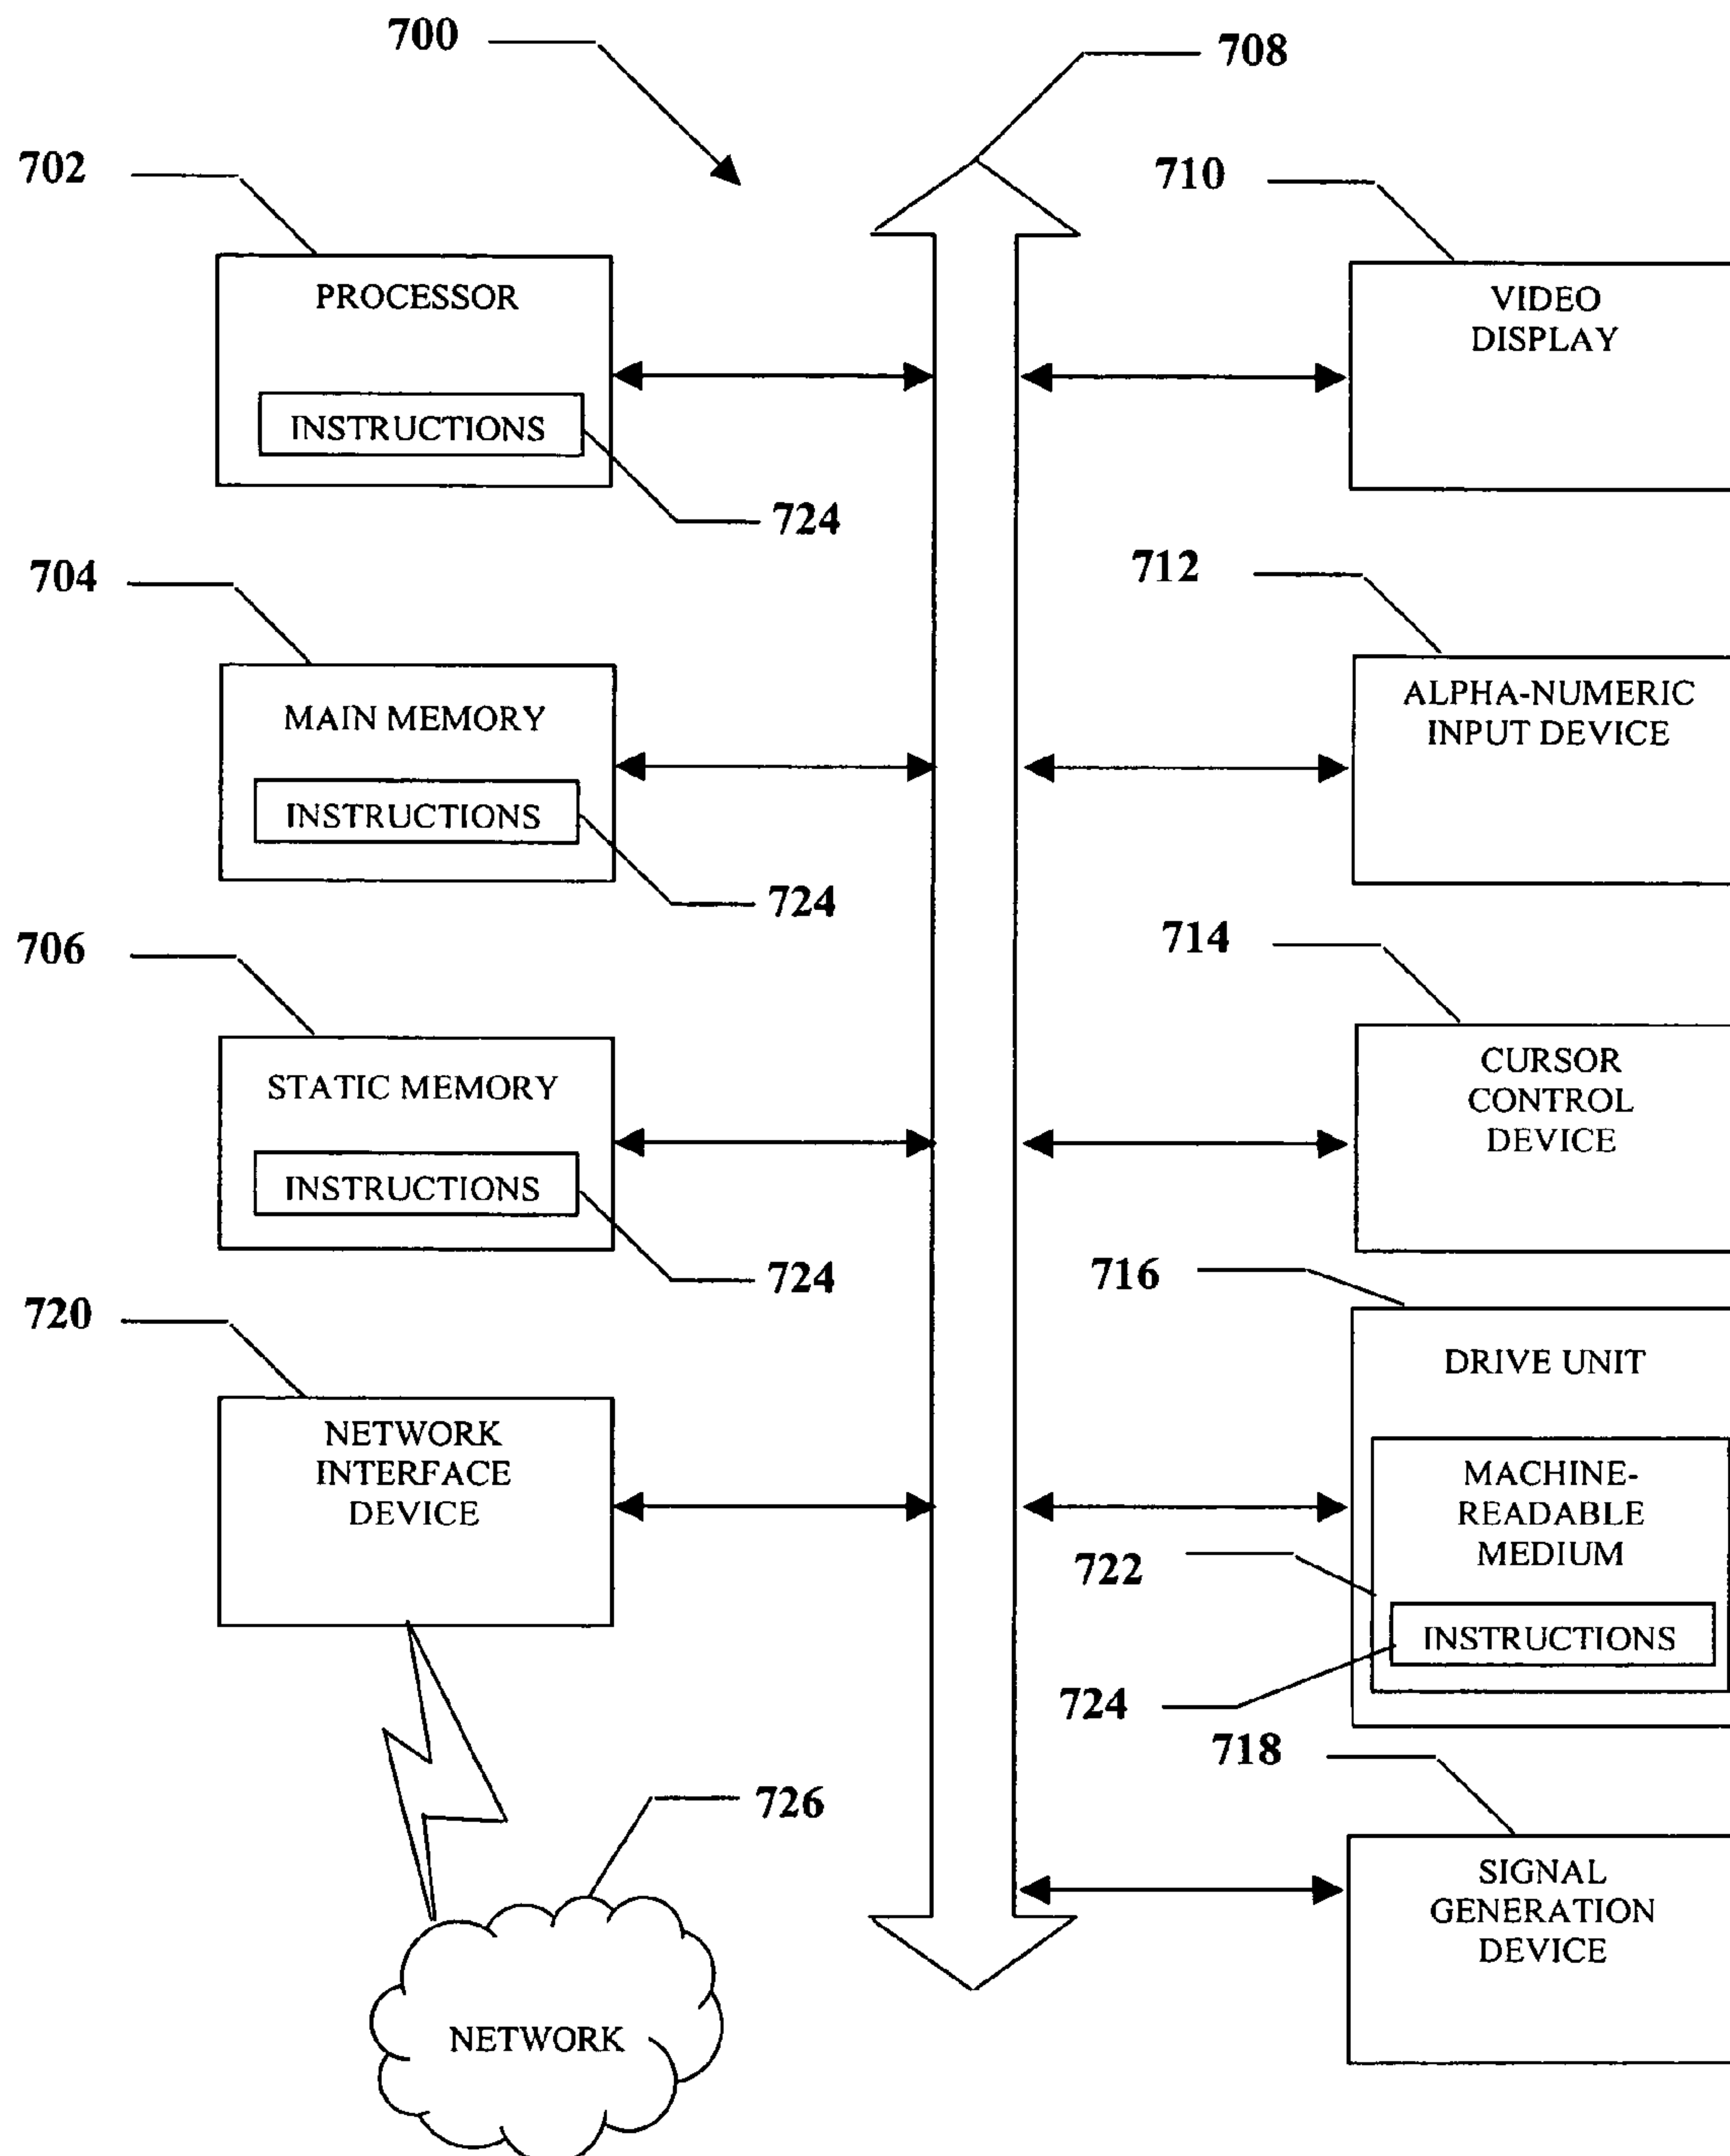 700
708
702
710
PROCESSOR
INSTRUCTIONS
724
VIDEO
DISPLAY
704
712
MAIN MEMORY
INSTRUCTIONS
724
ALPHA-NUMERIC
INPUT DEVICE
706
714
STATIC MEMORY
INSTRUCTIONS
724
CURSOR
CONTROL
DEVICE
720
716
NETWORK
INTERFACE
DEVICE
DRIVE UNIT
MACHINE-
READABLE
MEDIUM
722
INSTRUCTIONS
724
718
726
NETWORK
SIGNAL
GENERATION
DEVICE